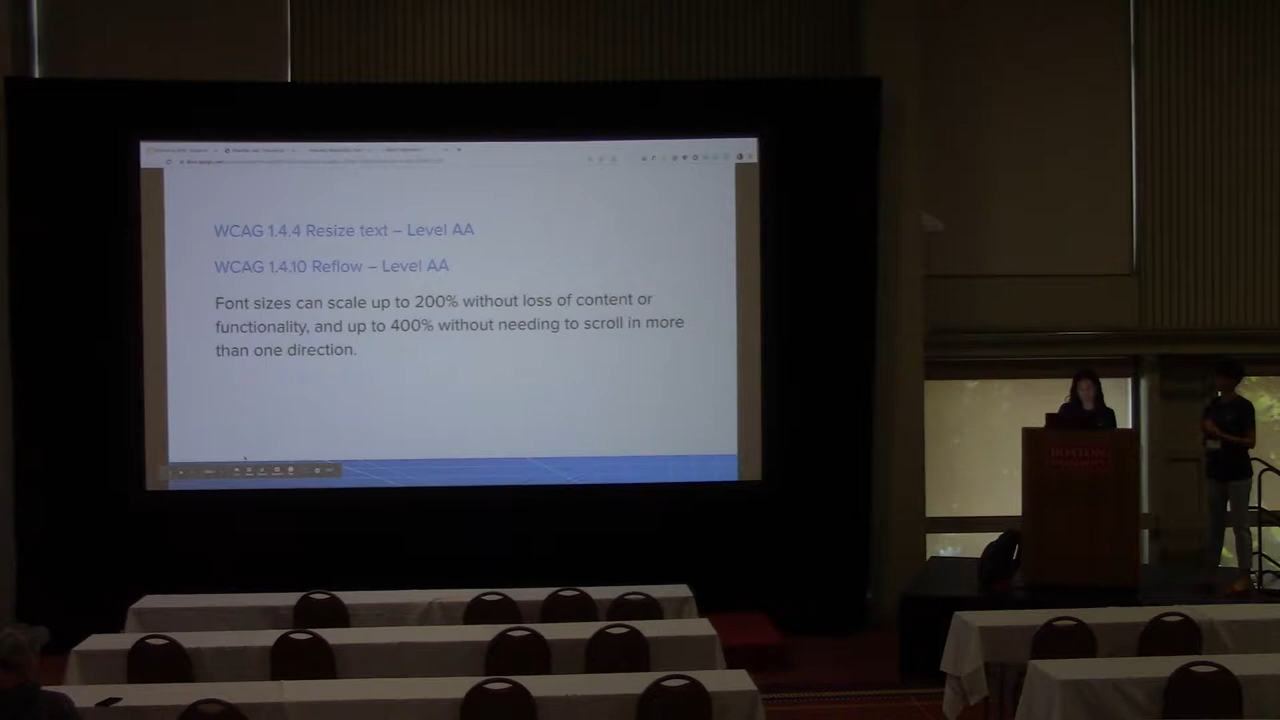 WCAG 1.4.4 Resize text – Level AA
WCAG 1.4.10 Reflow – Level AA
Font sizes can scale up to 200% without loss of content or
functionality, and up to 400% without needing to scroll in more
than one direction.
BOSTON